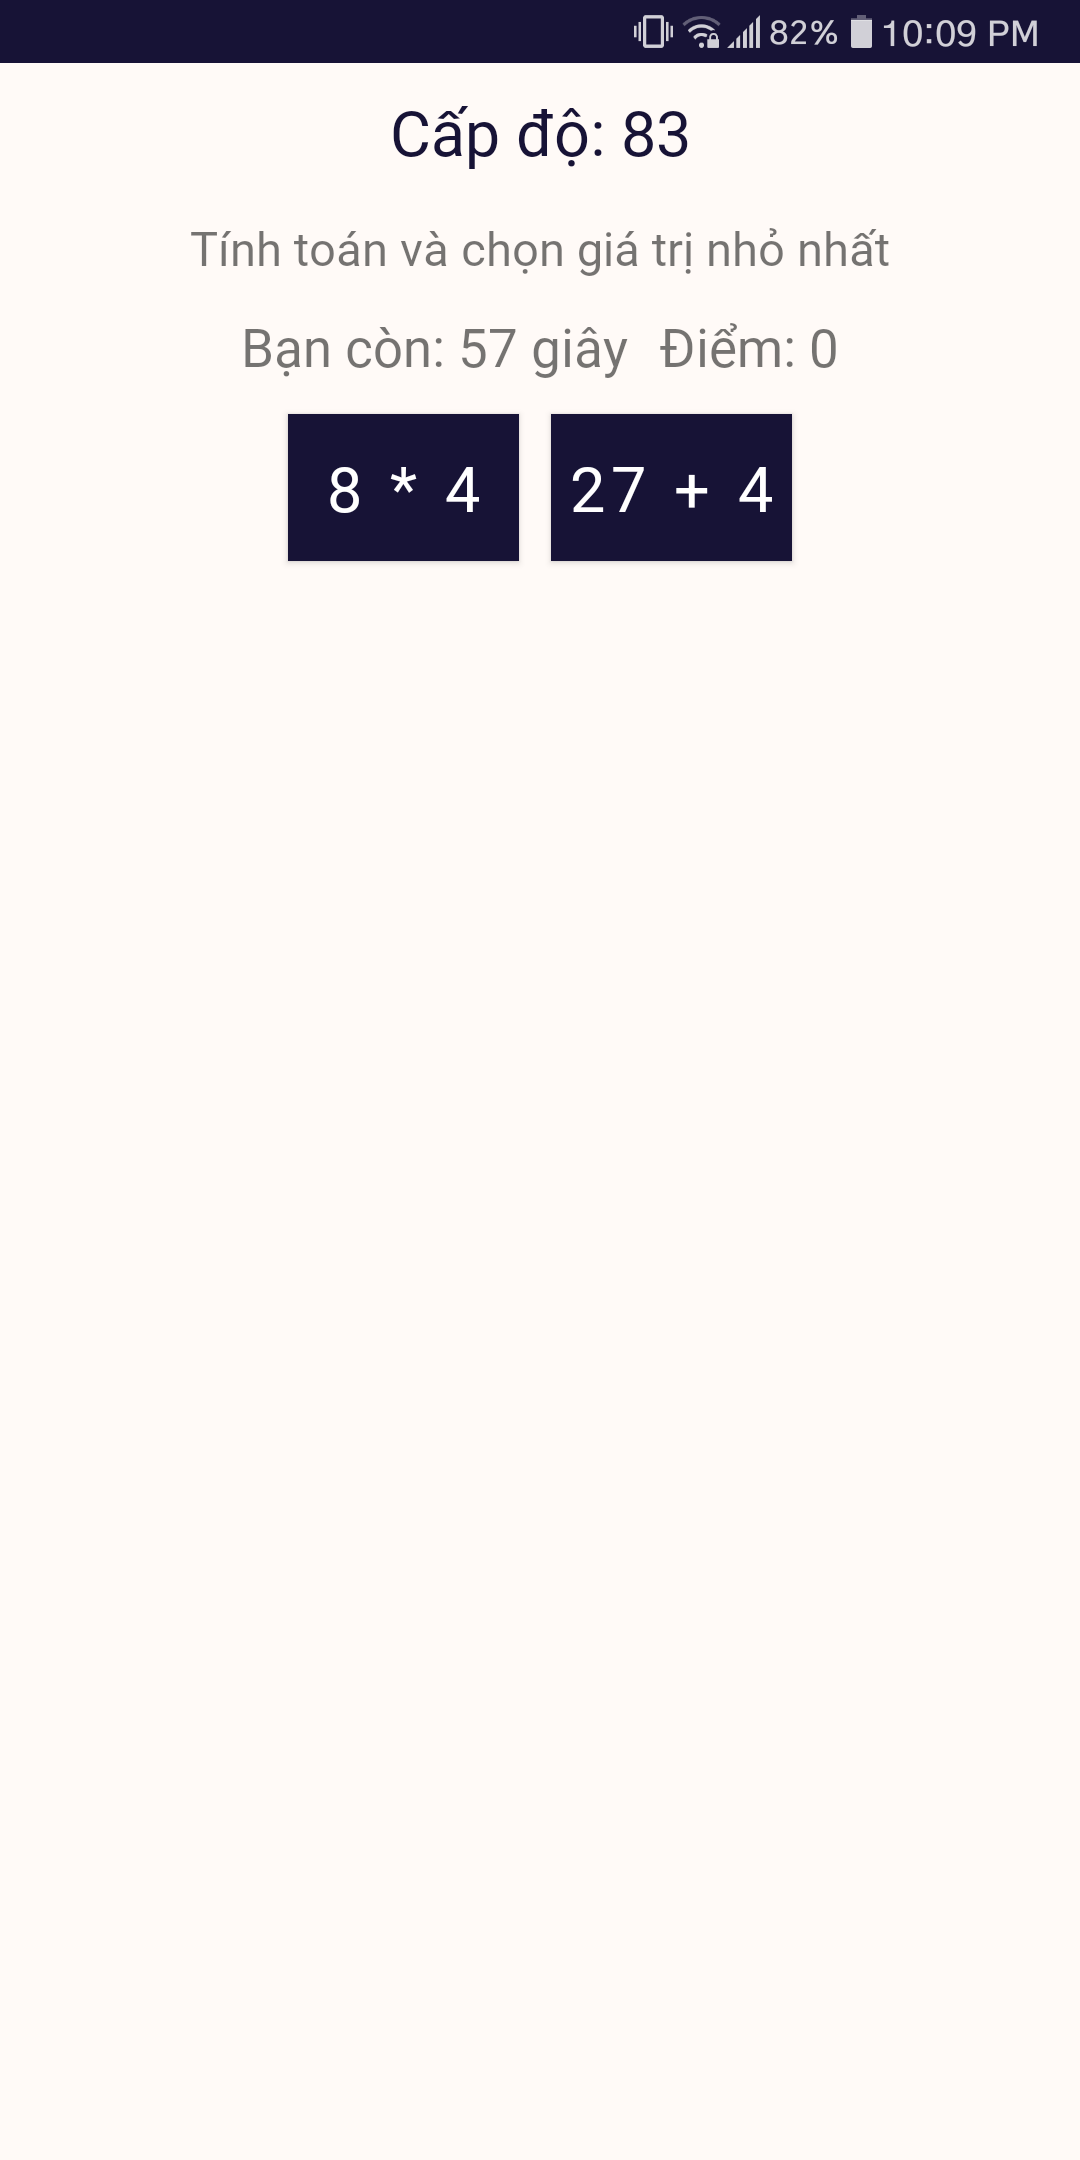 82% 10:09 PM
Cấp độ: 83
Tính toán và chọn giá trị nhỏ nhất
Bạn còn: 57 giây Điểm: 0
8 * 4 27 + 4